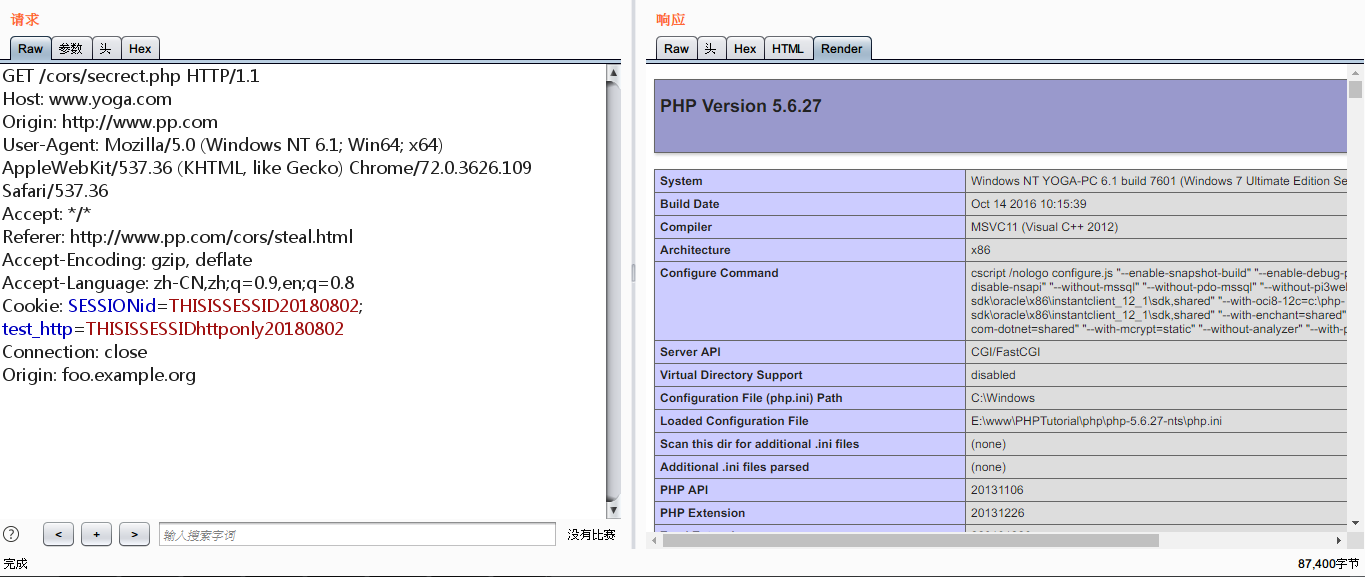 请求
Raw 参数 头 Hex
GET /cors/secrect.php HTTP/1.1
Host: www.yoga.com
Origin: http://www.pp.com
User-Agent: Mozilla/5.0 (Windows NT 6.1; Win64; x64)
AppleWebKit/537.36 (KHTML, like Gecko) Chrome/72.0.3626.109
Safari/537.36
Accept: */*
Referer: http://www.pp.com/cors/steal.html
Accept-Encoding: gzip, deflate
Accept-Language: zh-CN,zh;q=0.9,en;q=0.8
Cookie: SESSIONid=THISISSESSID20180802;
test_http=THISISSESSIDhttponly20180802
Connection: close
Origin: foo.example.org
? < + > 输入搜索字词 没有比赛
完成
响应
Raw 头 Hex HTML Render
PHP Version 5.6.27
System Windows NT YOGA-PC 6.1 build 7601 (Windows 7 Ultimate Edition Se
Build Date Oct 14 2016 10:15:39
Compiler MSVC11 (Visual C++ 2012)
Architecture x86
Configure Command cscript /nologo configure.js "--enable-snapshot-build" "--enable-debug-p
disable-nsapi" "--without-mssql" "--without-pdo-mssql" "--without-pi3wel
sdk\oracle\x86\instantclient_12_1\sdk,shared" "--with-oci8-12c=c:\php-
sdk\oracle\x86\instantclient_12_1\sdk,shared" "--with-enchant=shared"
com-dotnet=shared" "--with-mcrypt=static" "--without-analyzer" "--with-p
Server API CGI/FastCGI
Virtual Directory Support disabled
Configuration File (php.ini) Path C:\Windows
Loaded Configuration File E:\www\PHPTutorial\php\php-5.6.27-nts\php.ini
Scan this dir for additional .ini files (none)
Additional .ini files parsed (none)
PHP API 20131106
PHP Extension 20131226
87,400字节